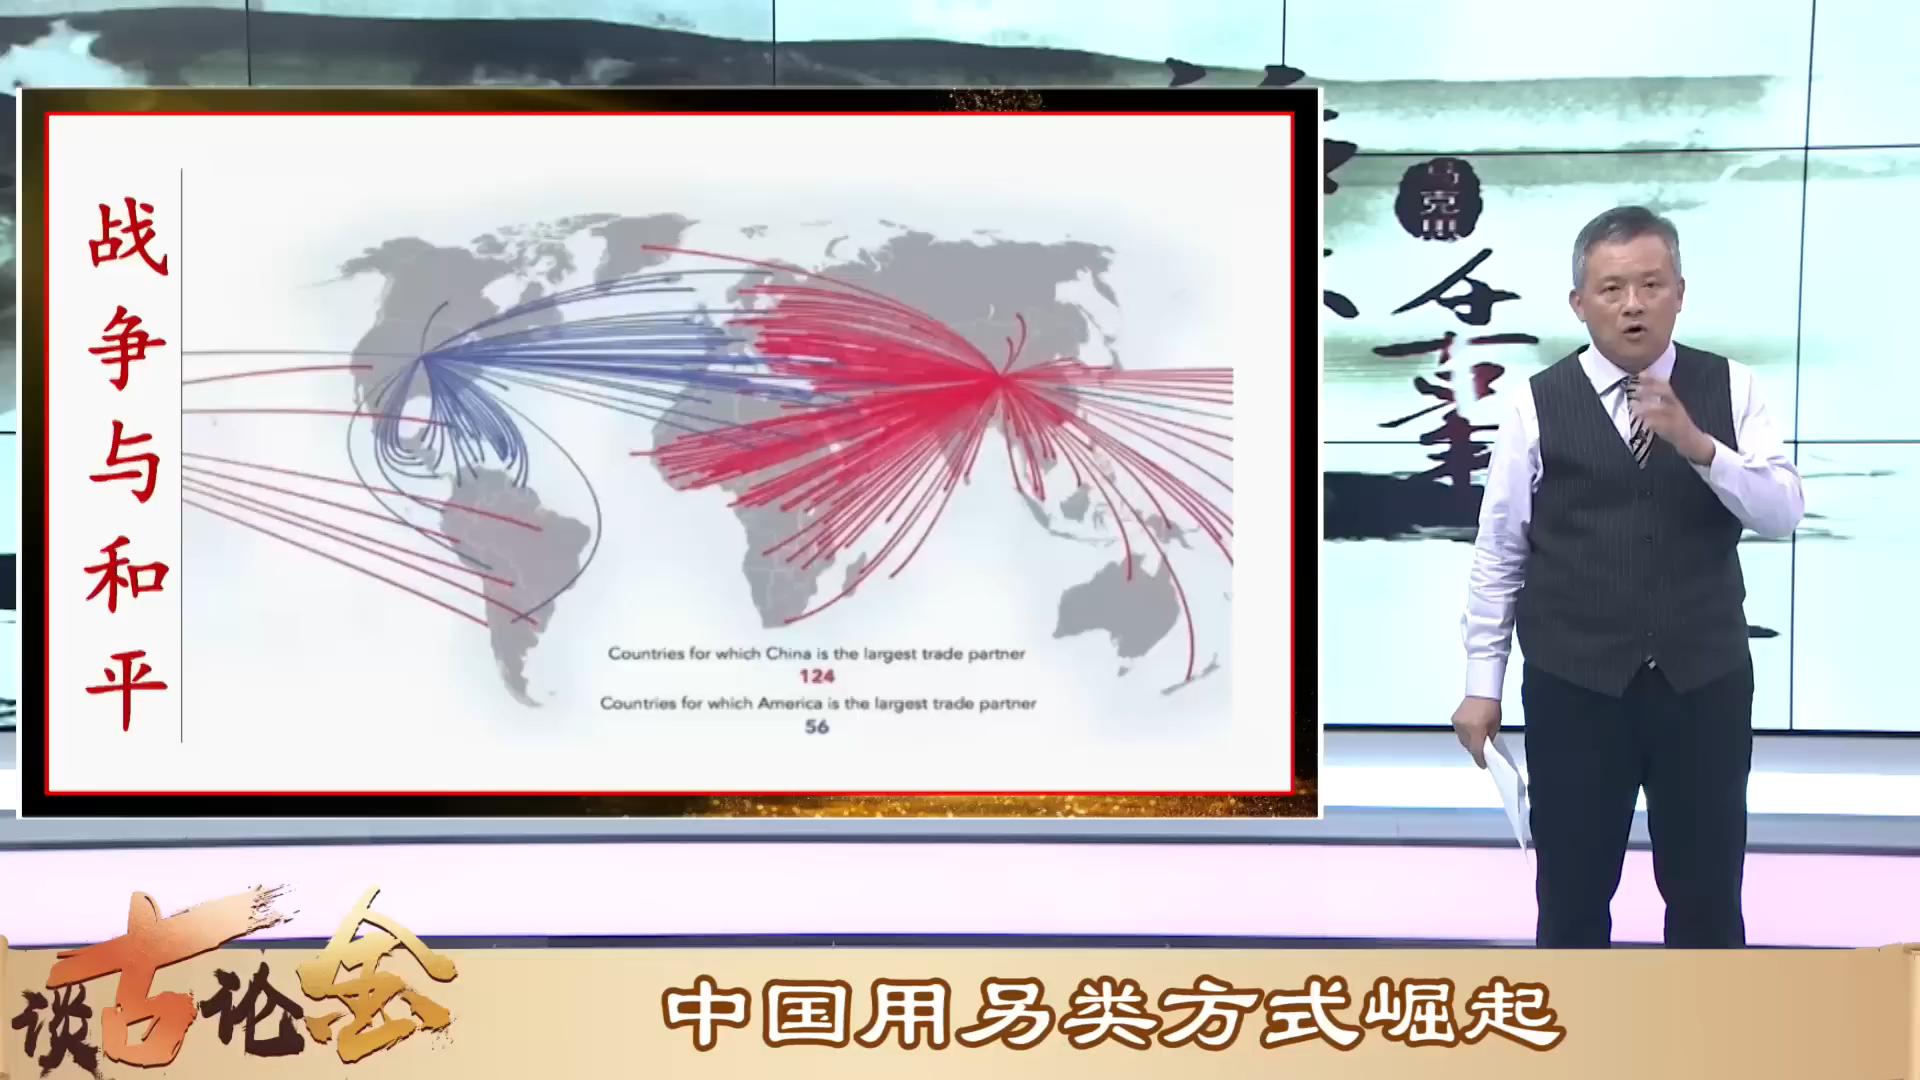 战争与和平
Countries for which China is the largest trade partner
124
Countries for which America is the largest trade partner
56
谈古论金
中国用另类方式崛起